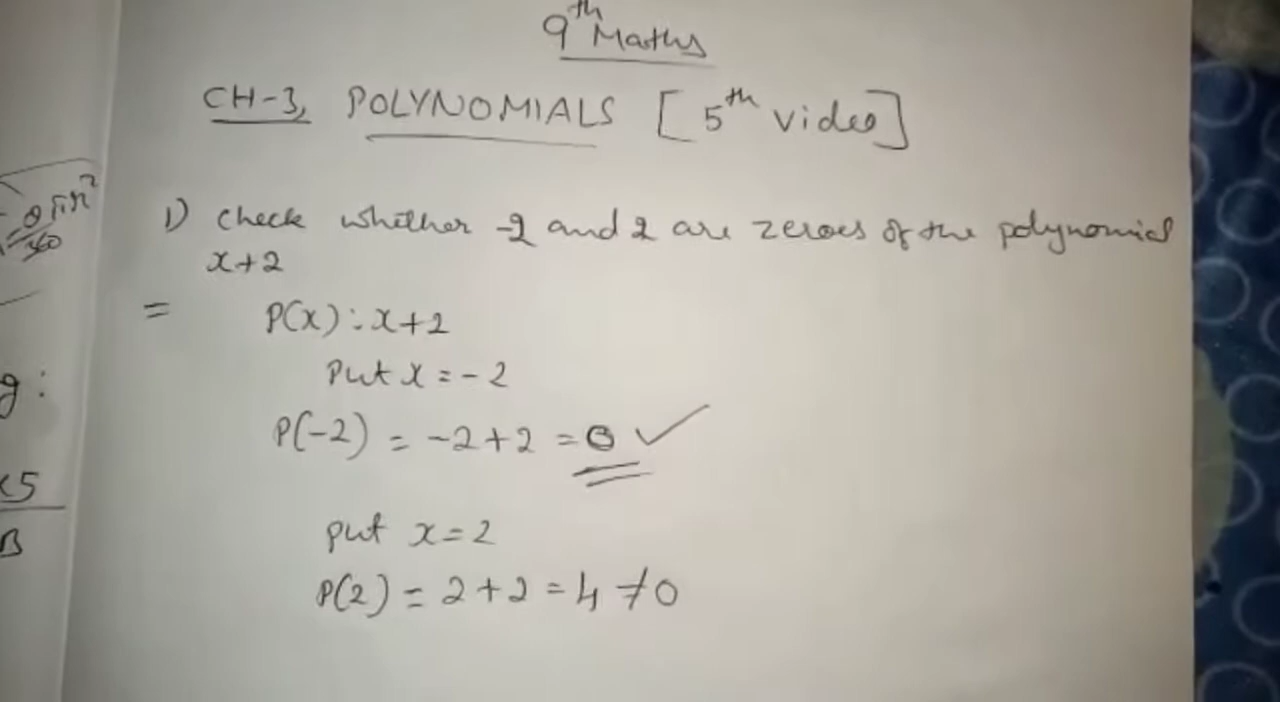 9th Maths
CH-3, POLYNOMIALS [5th video]
1) check whether -2 and 2 are zeroes of the polynomial
x+2
= P(x) : x+2
Put x = -2
P(-2) = -2+2 = 0 ✓
put x=2
P(2) = 2+2 = 4 ≠0
g:
x5